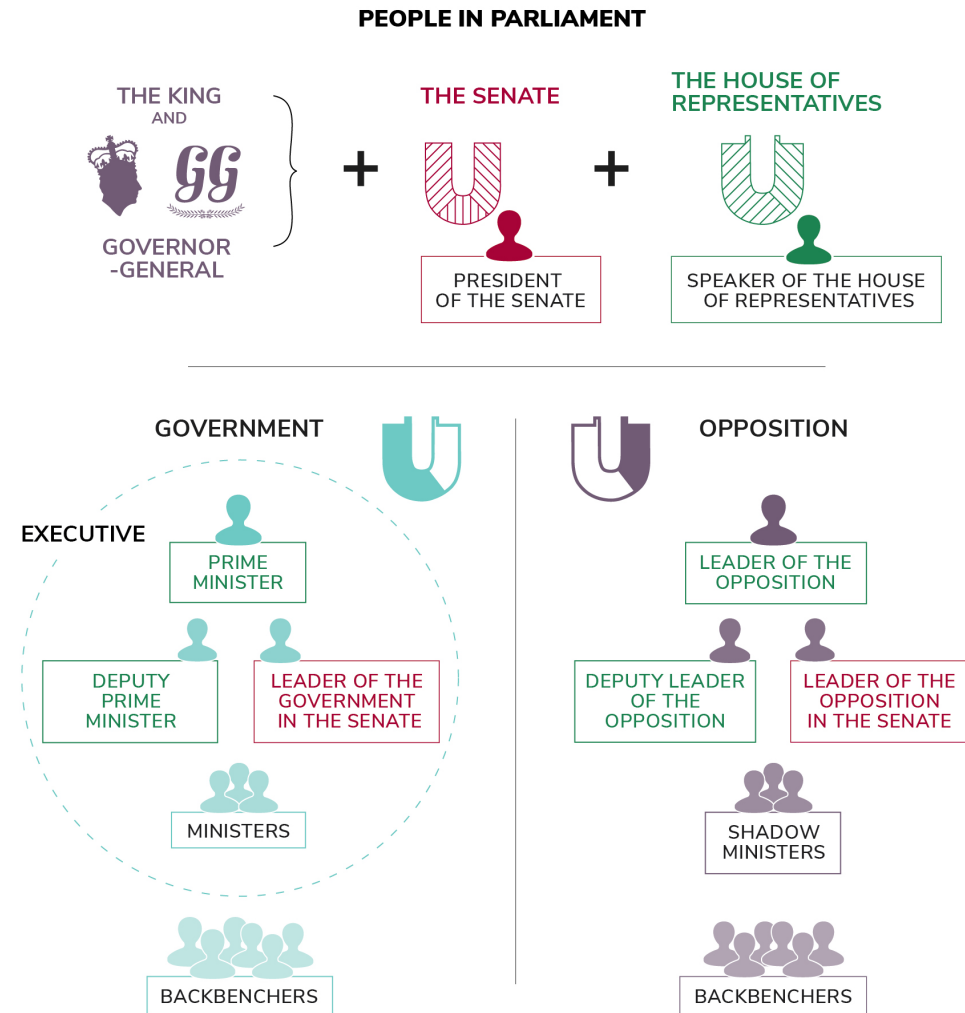 PEOPLE IN PARLIAMENT
THE KING
AND
GG
GOVERNOR
-GENERAL
THE SENATE
PRESIDENT
OF THE SENATE
THE HOUSE OF
REPRESENTATIVES
SPEAKER OF THE HOUSE
OF REPRESENTATIVES
GOVERNMENT
EXECUTIVE
PRIME
MINISTER
DEPUTY
PRIME
MINISTER
LEADER OF THE
GOVERNMENT
IN THE SENATE
MINISTERS
BACKBENCHERS
OPPOSITION
LEADER OF THE
OPPOSITION
DEPUTY LEADER
OF THE
OPPOSITION
LEADER OF THE
OPPOSITION
IN THE SENATE
SHADOW
MINISTERS
BACKBENCHERS